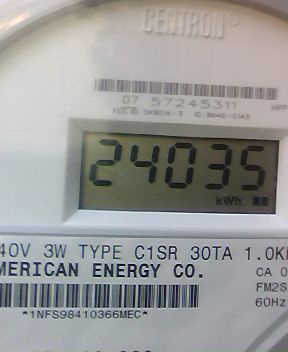 CENTRON®
07 57245311
24035
kWh
40V 3W TYPE C1SR 30TA 1.0K
MERICAN ENERGY CO.
CA 0
FM2S
60Hz
*1NFS98410366MEC*